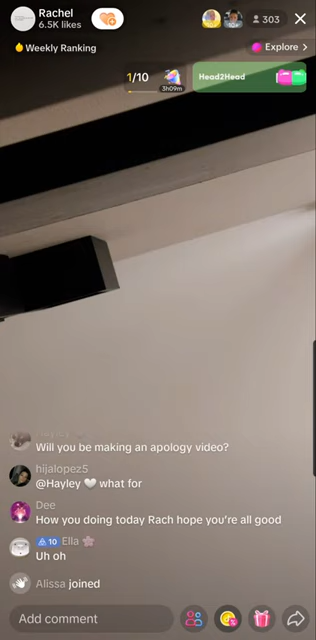 Rachel
6.5K likes
303
Weekly Ranking
Explore >
1/10
3h09m
Head2Head
Will you be making an apology video?
hijalopez5
@Hayley 🤍 what for
Dee
How you doing today Rach hope you're all good
10 Ella 🌸
Uh oh
Alissa joined
Add comment